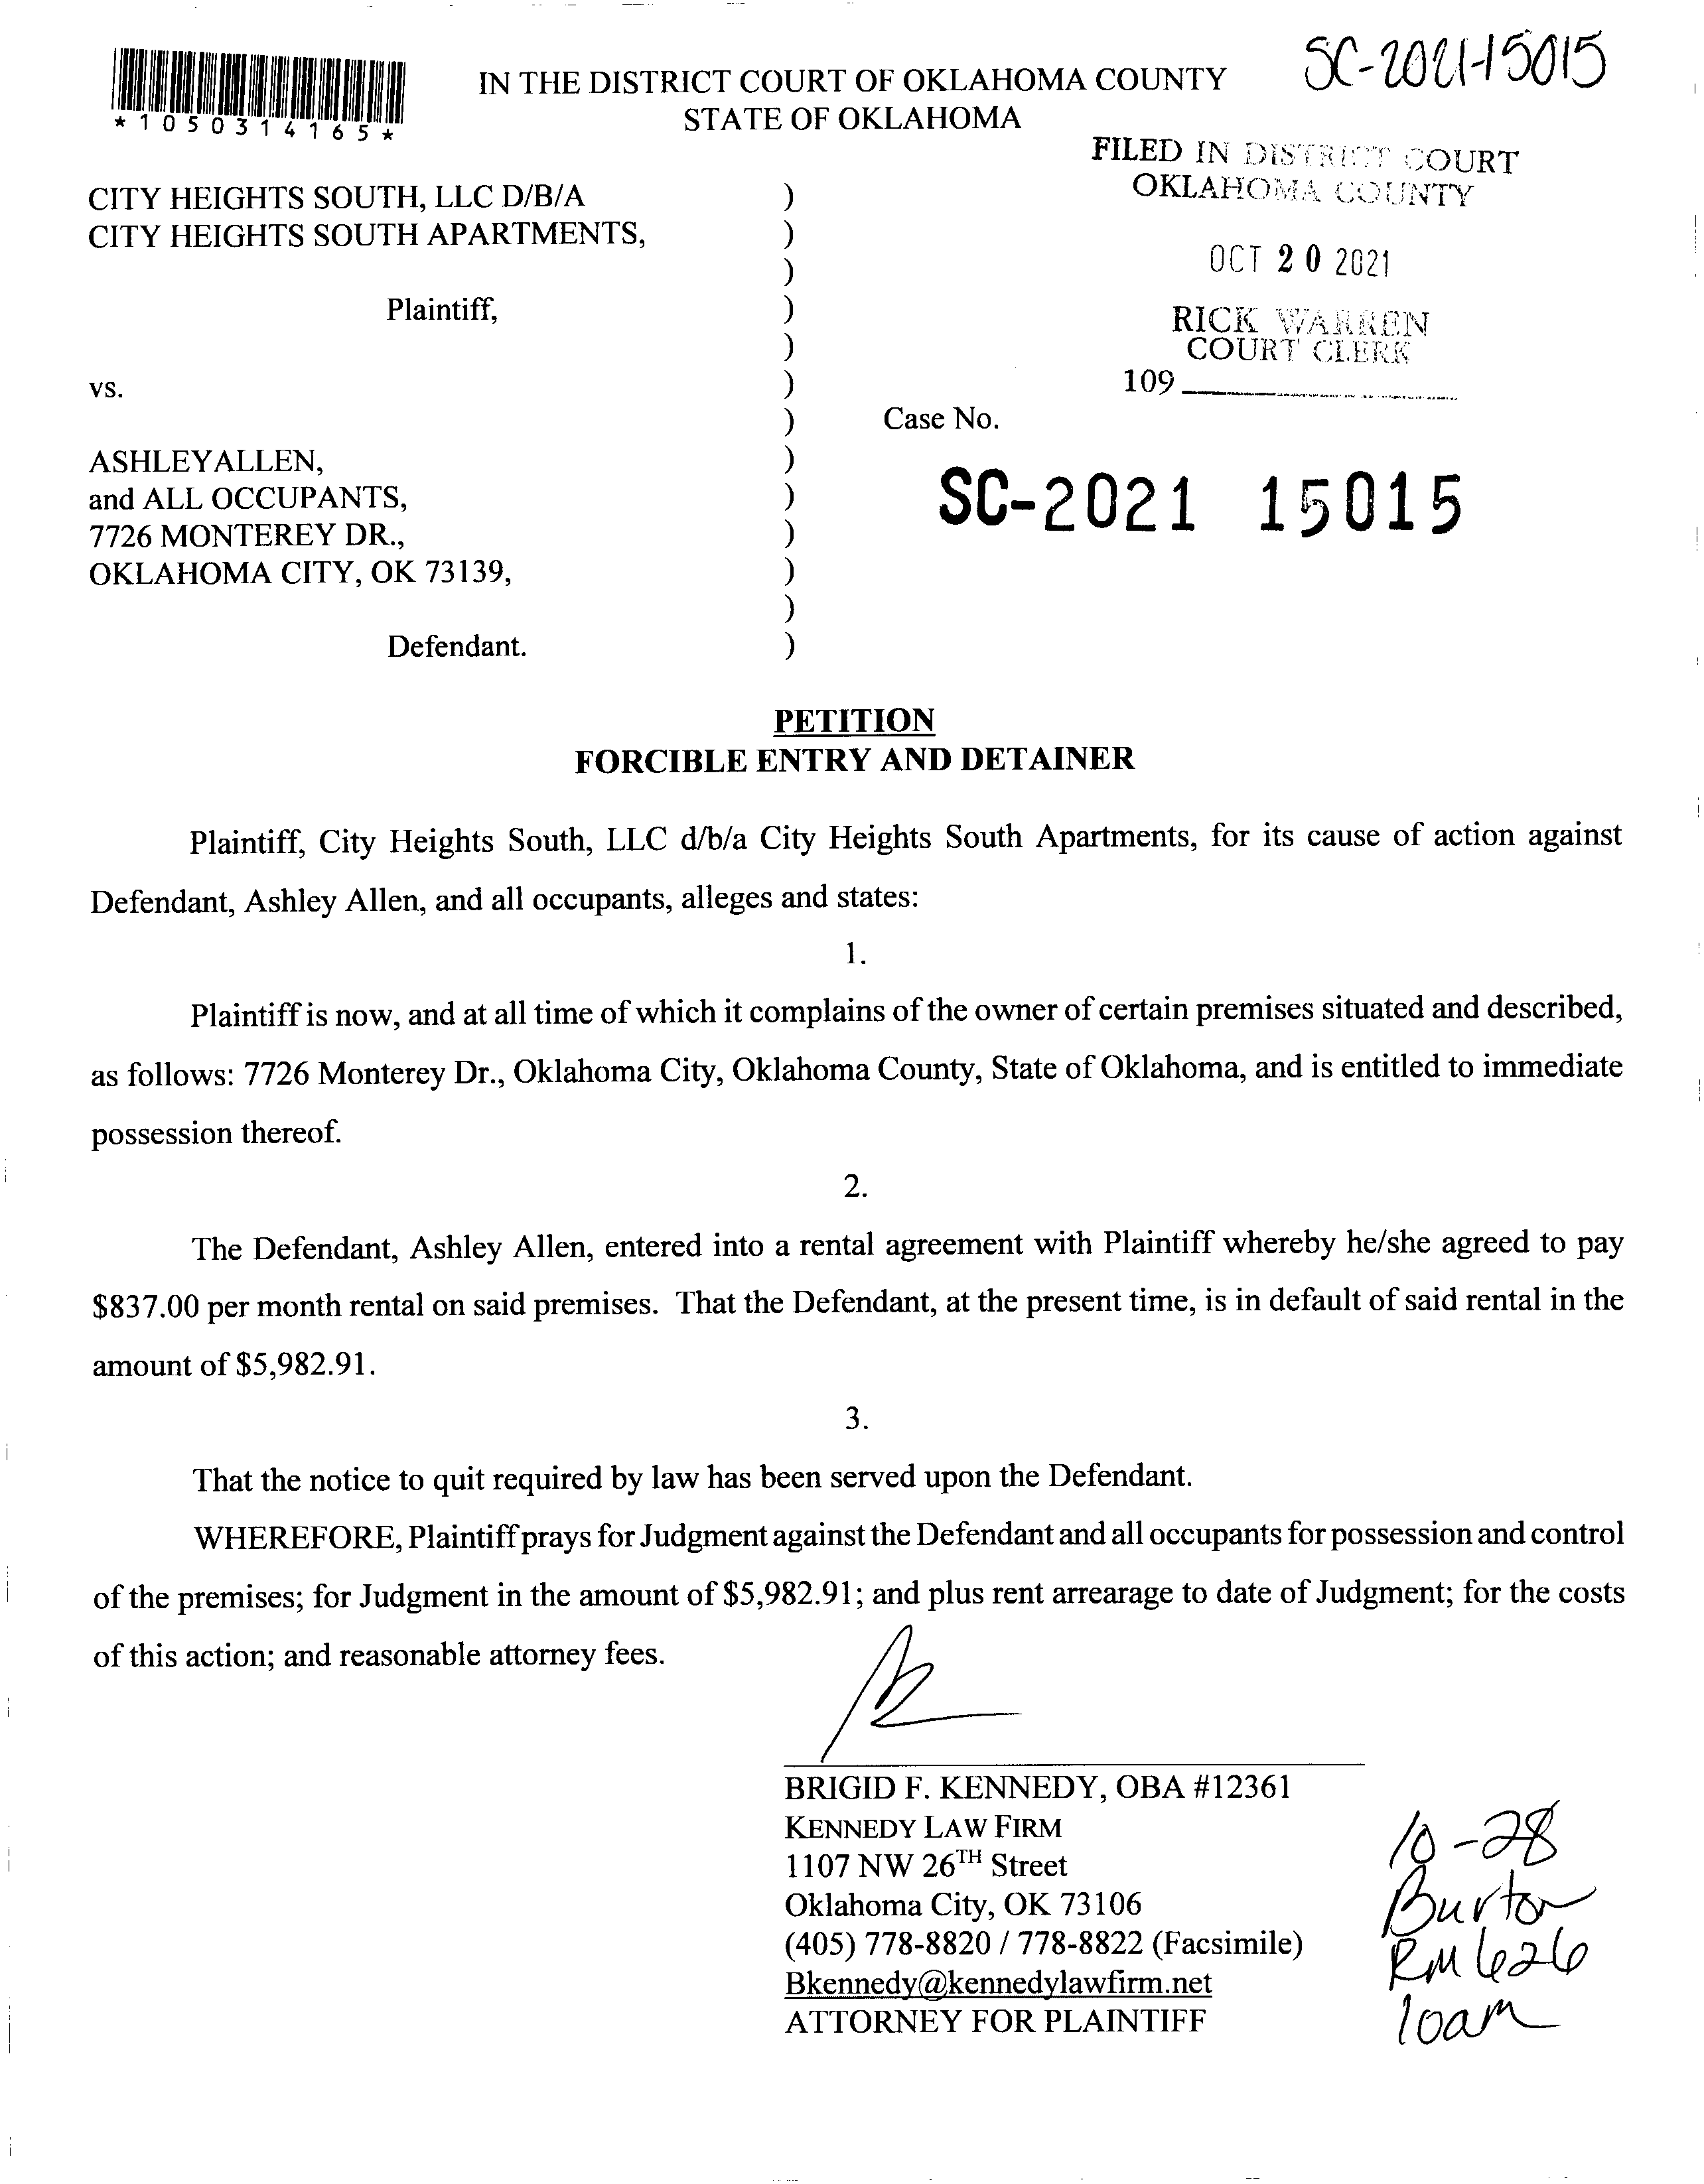 SC-2021-15015
*1050314165*
IN THE DISTRICT COURT OF OKLAHOMA COUNTY
STATE OF OKLAHOMA
FILED IN DISTRICT COURT
OKLAHOMA COUNTY
OCT 20 2021
RICK WARREN
COURT CLERK
109
CITY HEIGHTS SOUTH, LLC D/B/A )
CITY HEIGHTS SOUTH APARTMENTS, )
)
Plaintiff, )
)
vs. )
) Case No.
ASHLEYALLEN, )
and ALL OCCUPANTS, ) SC-2021 15015
7726 MONTEREY DR., )
OKLAHOMA CITY, OK 73139, )
)
Defendant. )
PETITION
FORCIBLE ENTRY AND DETAINER
Plaintiff, City Heights South, LLC d/b/a City Heights South Apartments, for its cause of action against
Defendant, Ashley Allen, and all occupants, alleges and states:
1.
Plaintiff is now, and at all time of which it complains of the owner of certain premises situated and described,
as follows: 7726 Monterey Dr., Oklahoma City, Oklahoma County, State of Oklahoma, and is entitled to immediate
possession thereof.
2.
The Defendant, Ashley Allen, entered into a rental agreement with Plaintiff whereby he/she agreed to pay
$837.00 per month rental on said premises. That the Defendant, at the present time, is in default of said rental in the
amount of $5,982.91.
3.
That the notice to quit required by law has been served upon the Defendant.
WHEREFORE, Plaintiff prays for Judgment against the Defendant and all occupants for possession and control
of the premises; for Judgment in the amount of $5,982.91; and plus rent arrearage to date of Judgment; for the costs
of this action; and reasonable attorney fees.
BRIGID F. KENNEDY, OBA #12361
KENNEDY LAW FIRM
1107 NW 26TH Street
Oklahoma City, OK 73106
(405) 778-8820 / 778-8822 (Facsimile)
Bkennedy@kennedylawfirm.net
ATTORNEY FOR PLAINTIFF
10-28
Burton
RM 626
10am